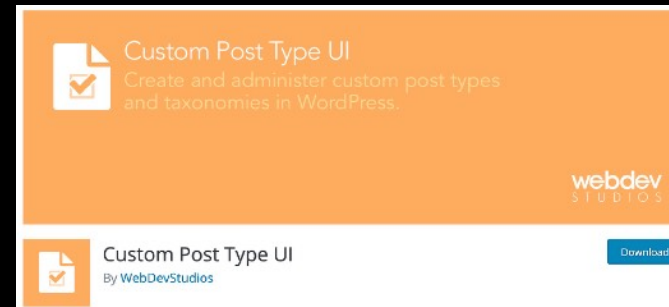 Custom Post Type UI
Create and administer custom post types
and taxonomies in WordPress.
webdev
STUDIOS
Custom Post Type UI
Download
By WebDevStudios